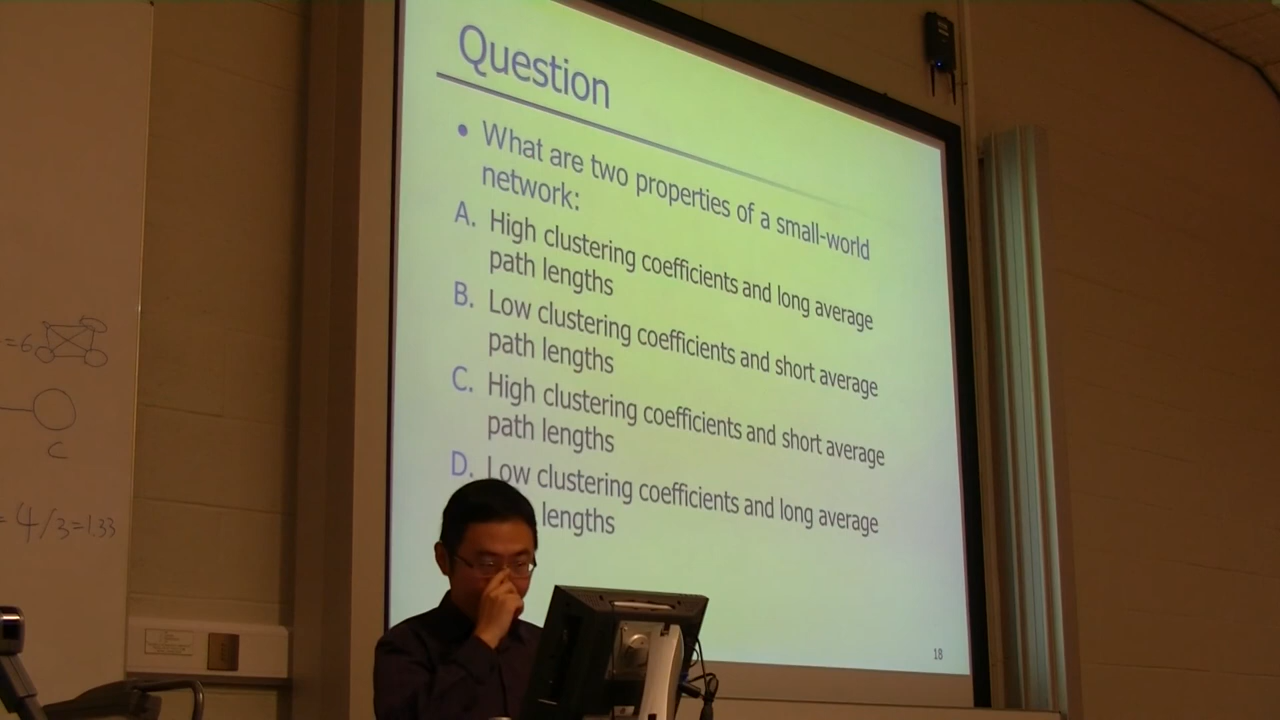 Question
• What are two properties of a small-world
network:
A. High clustering coefficients and long average
path lengths
B. Low clustering coefficients and short average
path lengths
C. High clustering coefficients and short average
path lengths
D. Low clustering coefficients and long average
lengths
18
=6
C
= 4/3=1.33